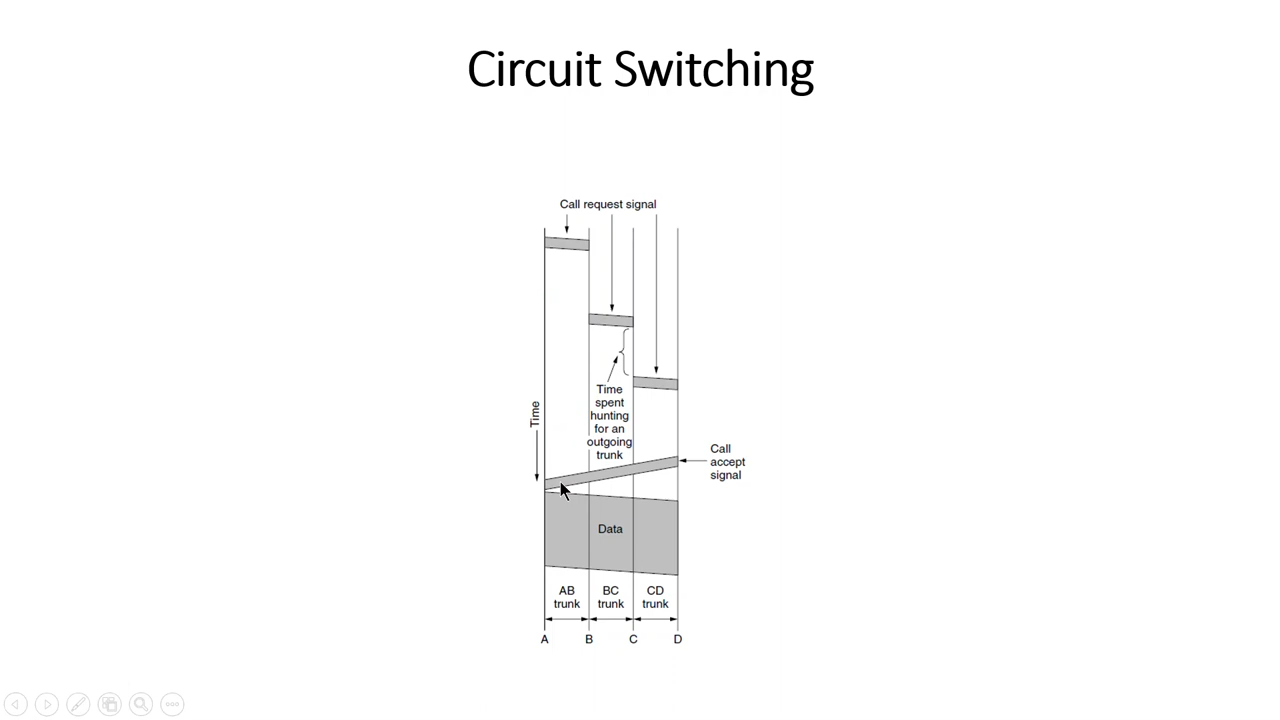 Circuit Switching
Call request signal
Time
Time
spent
hunting
for an
outgoing
trunk
Call
accept
signal
Data
AB
trunk
BC
trunk
CD
trunk
A
B
C
D